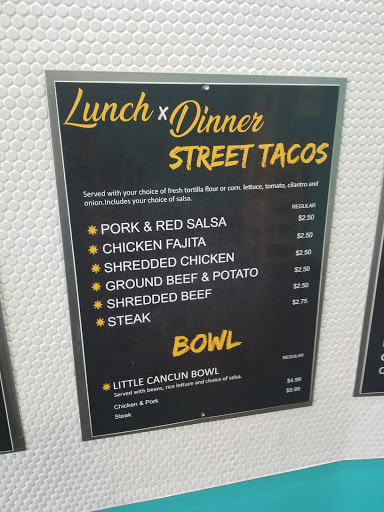 Lunch x Dinner
STREET TACOS
Served with your choice of fresh tortilla flour or corn. lettuce, tomato, cilantro and
onion.Includes your choice of salsa.
REGULAR
PORK & RED SALSA $2.50
CHICKEN FAJITA $2.50
SHREDDED CHICKEN $2.50
GROUND BEEF & POTATO $2.50
SHREDDED BEEF $2.50
STEAK $2.75
BOWL
REGULAR
LITTLE CANCUN BOWL
Served with beans, rice lettuce and choice of salsa.
Chicken & Pork $4.99
Steak $5.99